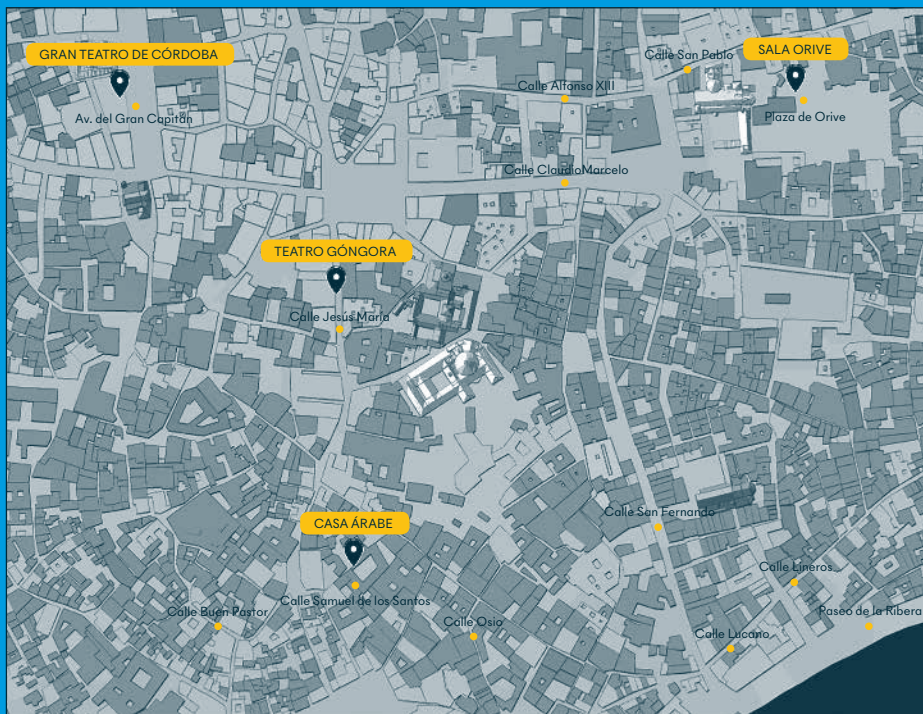 GRAN TEATRO DE CÓRDOBA
SALA ORIVE
Calle San Pablo
Calle Alfonso XIII
Av. del Gran Capitán
Plaza de Orive
Calle ClaudioMarcelo
TEATRO GÓNGORA
Calle Jesús María
Calle San Fernando
CASA ÁRABE
Calle Lineros
Calle Samuel de los Santos
Calle Buen Pastor
Paseo de la Ribera
Calle Osio
Calle Lucano